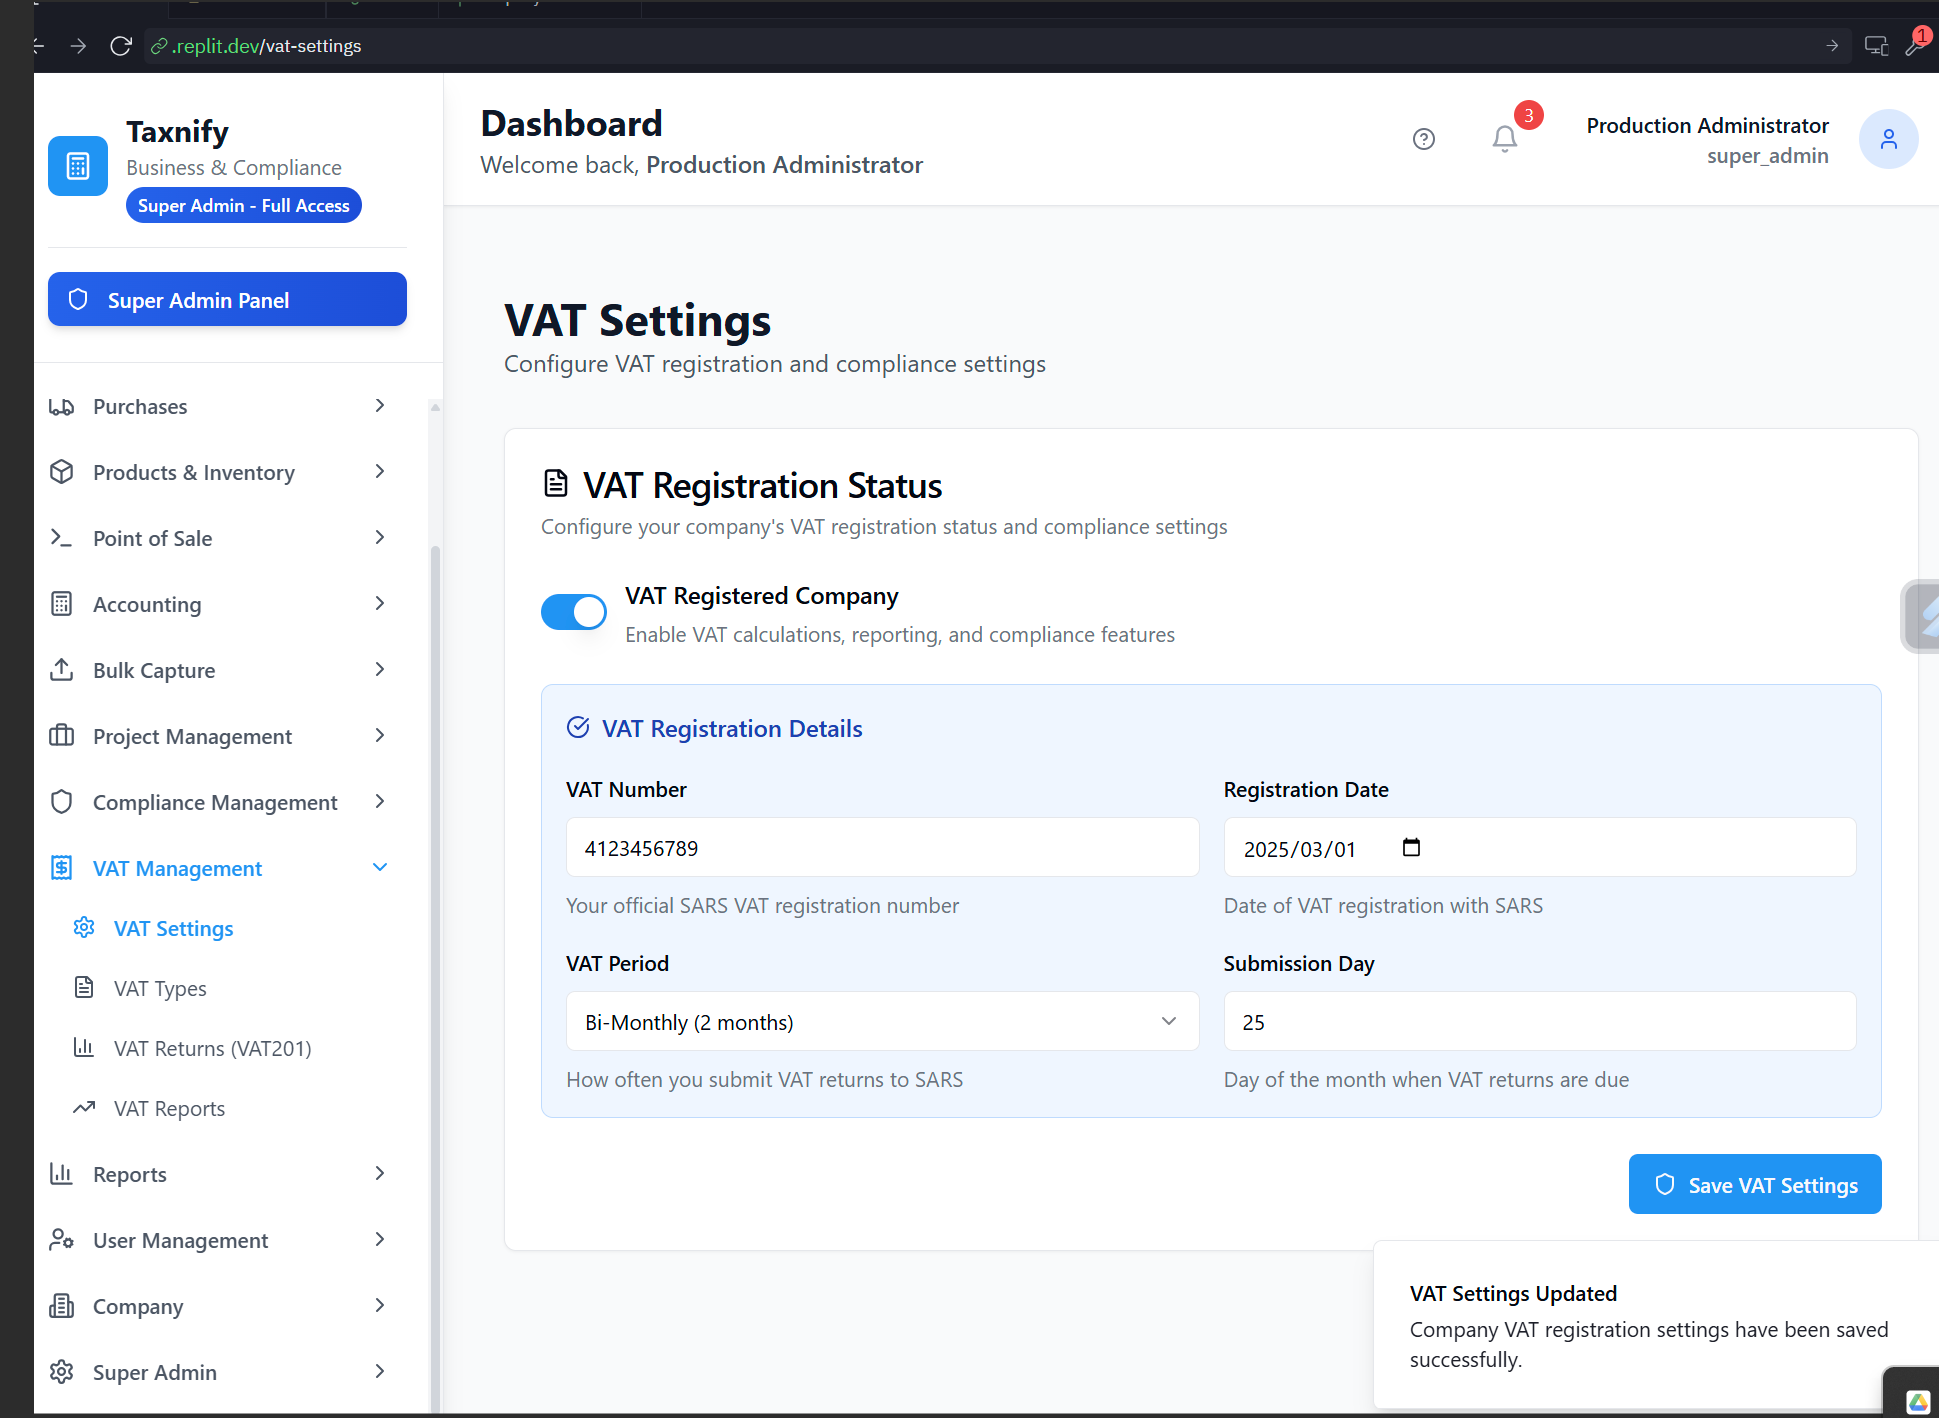 .replit.dev/vat-settings
1
Taxnify
Business & Compliance
Super Admin - Full Access
Super Admin Panel
Purchases
Products & Inventory
Point of Sale
Accounting
Bulk Capture
Project Management
Compliance Management
VAT Management
VAT Settings
VAT Types
VAT Returns (VAT201)
VAT Reports
Reports
User Management
Company
Super Admin
Dashboard
Welcome back, Production Administrator
3
Production Administrator
super_admin
VAT Settings
Configure VAT registration and compliance settings
VAT Registration Status
Configure your company's VAT registration status and compliance settings
VAT Registered Company
Enable VAT calculations, reporting, and compliance features
VAT Registration Details
VAT Number
4123456789
Your official SARS VAT registration number
Registration Date
2025/03/01
Date of VAT registration with SARS
VAT Period
Bi-Monthly (2 months)
How often you submit VAT returns to SARS
Submission Day
25
Day of the month when VAT returns are due
Save VAT Settings
VAT Settings Updated
Company VAT registration settings have been saved
successfully.